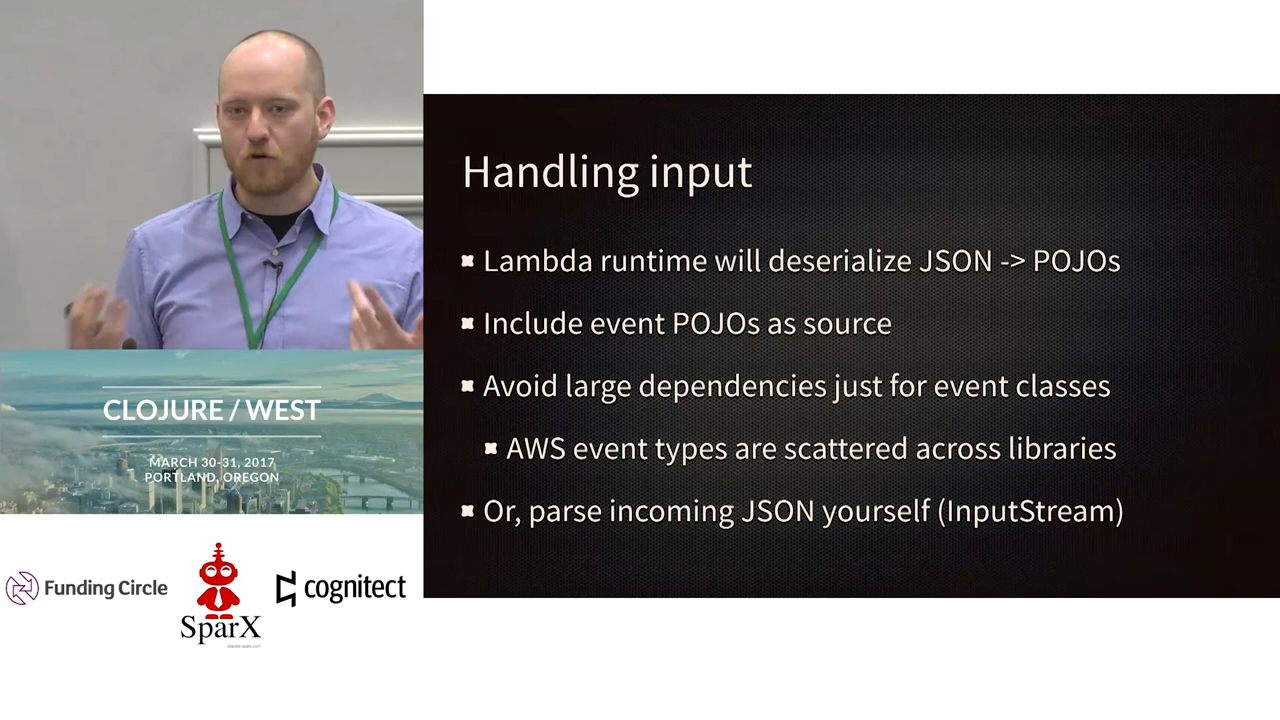 Handling input
Lambda runtime will deserialize JSON -> POJOs
Include event POJOs as source
Avoid large dependencies just for event classes
AWS event types are scattered across libraries
Or, parse incoming JSON yourself (InputStream)
CLOJURE / WEST
MARCH 30-31, 2017
PORTLAND, OREGON
Funding Circle
SparX
cognitect